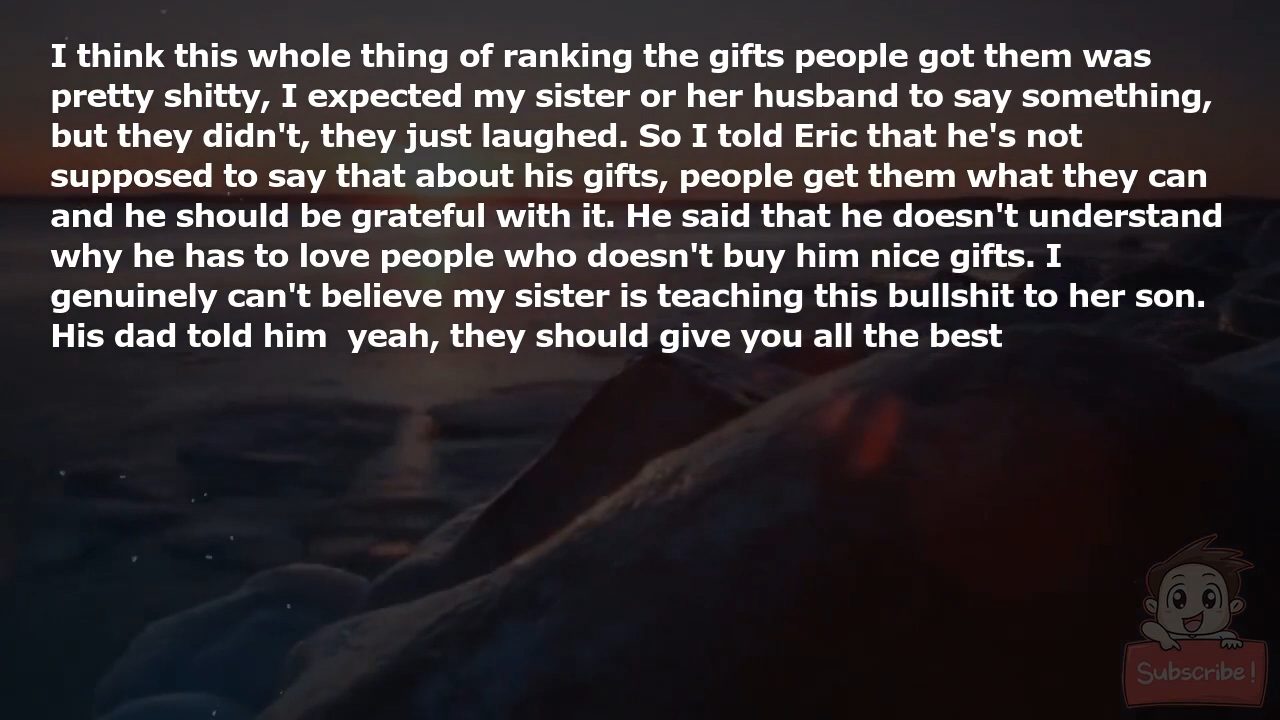 I think this whole thing of ranking the gifts people got them was
pretty shitty, I expected my sister or her husband to say something,
but they didn't, they just laughed. So I told Eric that he's not
supposed to say that about his gifts, people get them what they can
and he should be grateful with it. He said that he doesn't understand
why he has to love people who doesn't buy him nice gifts. I
genuinely can't believe my sister is teaching this bullshit to her son.
His dad told him  yeah, they should give you all the best
Subscribe!